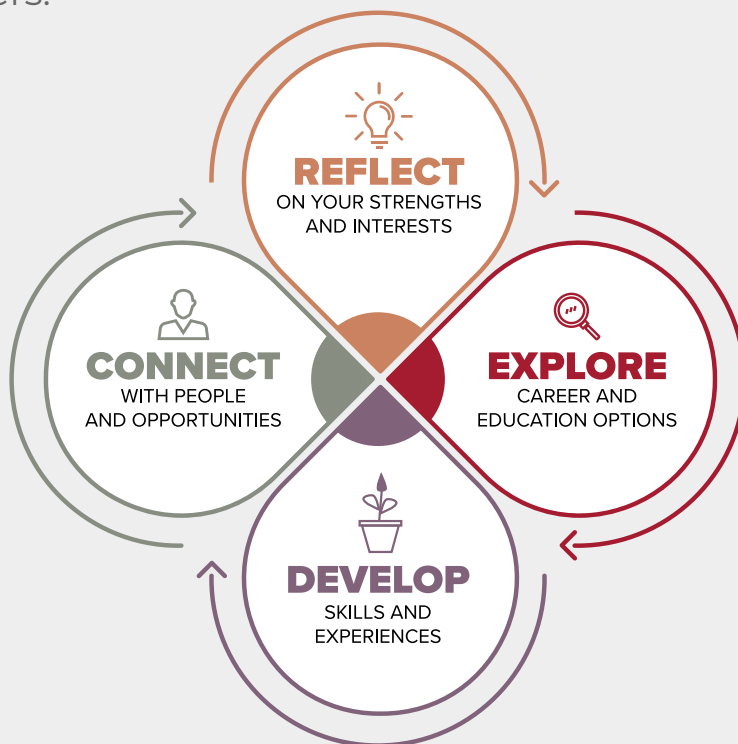 REFLECT
ON YOUR STRENGTHS
AND INTERESTS
EXPLORE
CAREER AND
EDUCATION OPTIONS
DEVELOP
SKILLS AND
EXPERIENCES
CONNECT
WITH PEOPLE
AND OPPORTUNITIES